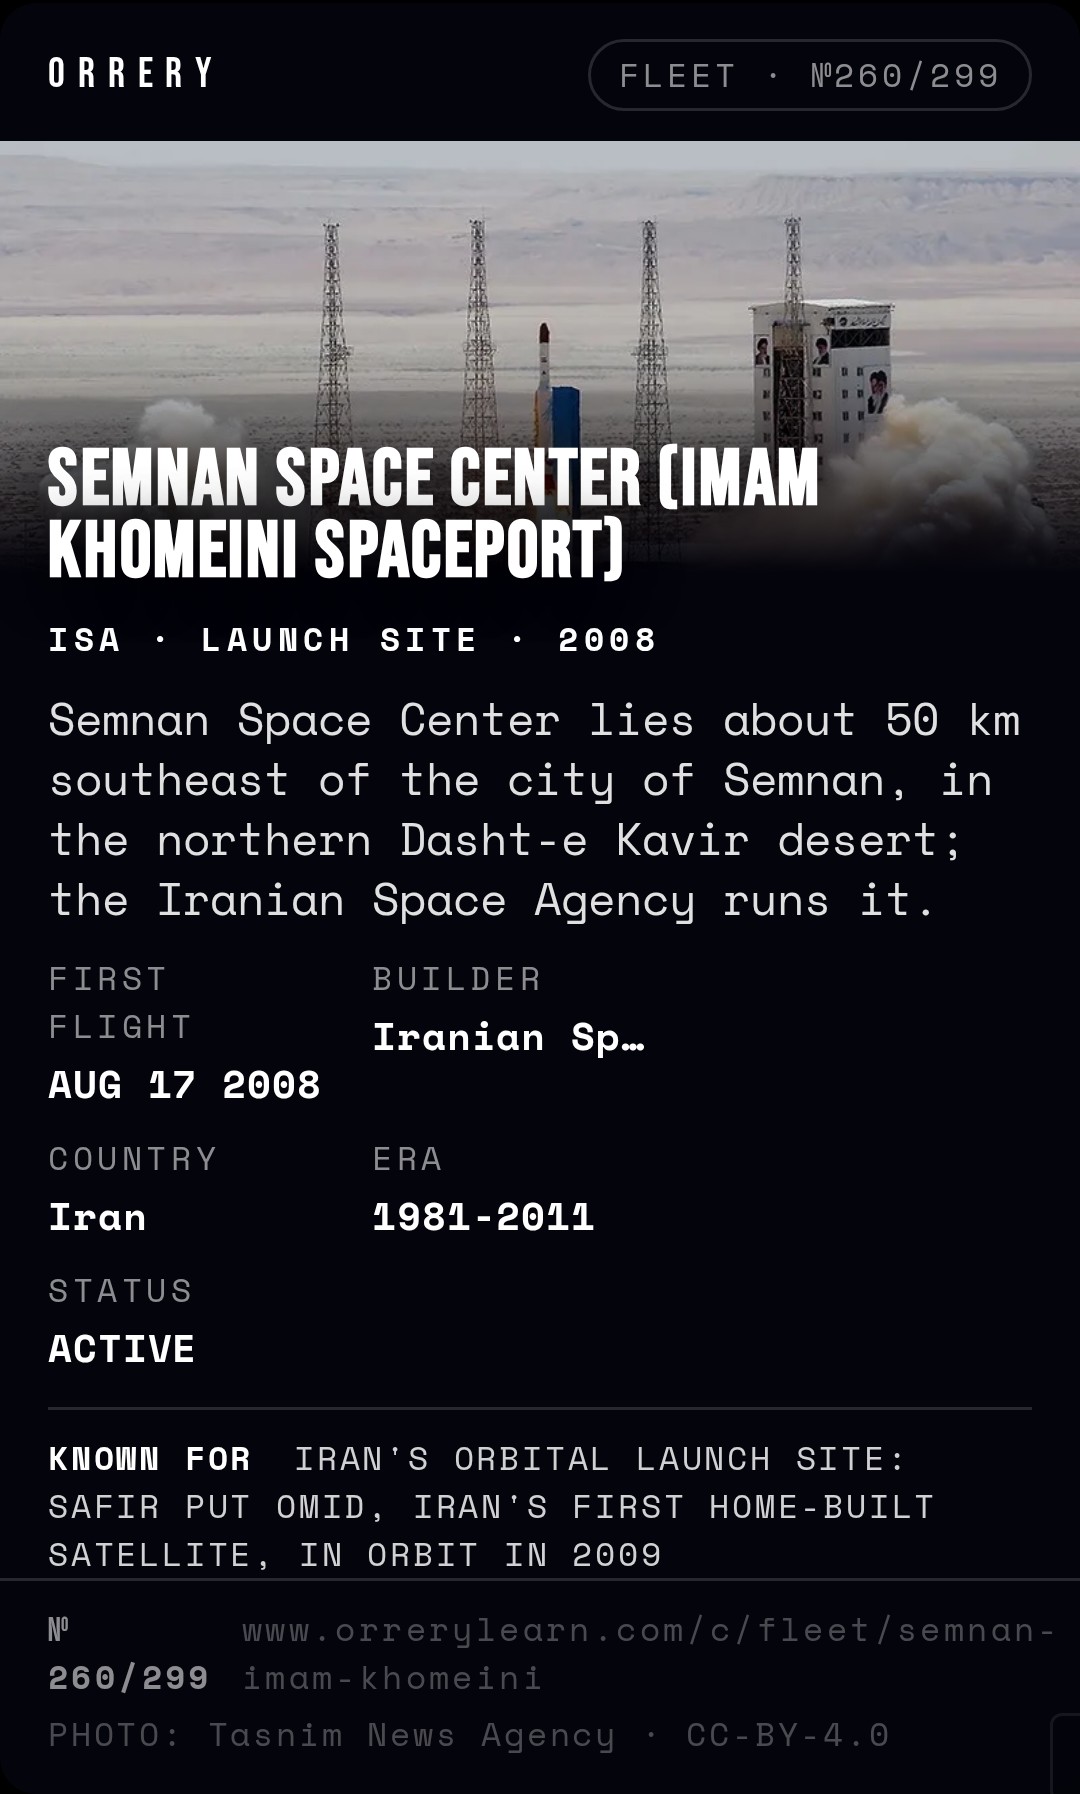 ORRERY
FLEET · №260/299
SEMNAN SPACE CENTER (IMAM
KHOMEINI SPACEPORT)
ISA · LAUNCH SITE · 2008
Semnan Space Center lies about 50 km
southeast of the city of Semnan, in
the northern Dasht-e Kavir desert;
the Iranian Space Agency runs it.
FIRST
FLIGHT
AUG 17 2008
BUILDER
Iranian Sp…
COUNTRY
Iran
ERA
1981-2011
STATUS
ACTIVE
KNOWN FOR IRAN'S ORBITAL LAUNCH SITE:
SAFIR PUT OMID, IRAN'S FIRST HOME-BUILT
SATELLITE, IN ORBIT IN 2009
№
260/299
www.orrerylearn.com/c/fleet/semnan-
imam-khomeini
PHOTO: Tasnim News Agency · CC-BY-4.0